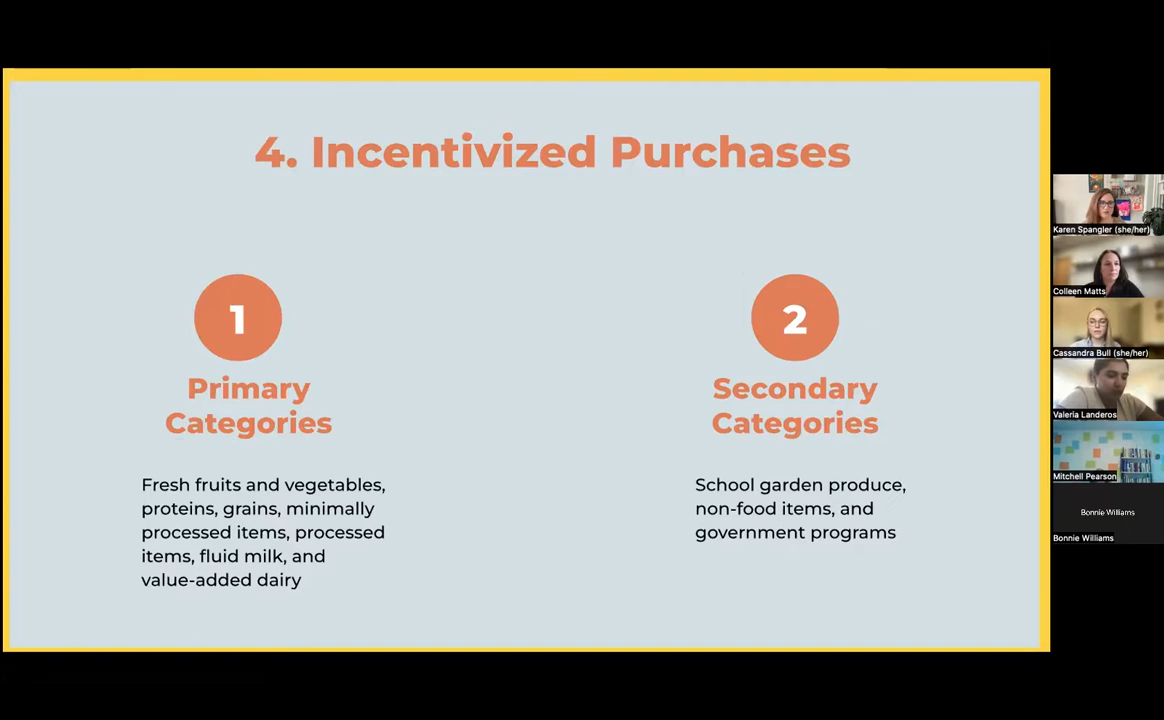 4. Incentivized Purchases
1
Primary
Categories
Fresh fruits and vegetables,
proteins, grains, minimally
processed items, processed
items, fluid milk, and
value-added dairy
2
Secondary
Categories
School garden produce,
non-food items, and
government programs
Karen Spangler (she/her)
Colleen Matts
Cassandra Bull (she/her)
Valeria Landeros
Mitchell Pearson
Bonnie Williams
Bonnie Williams